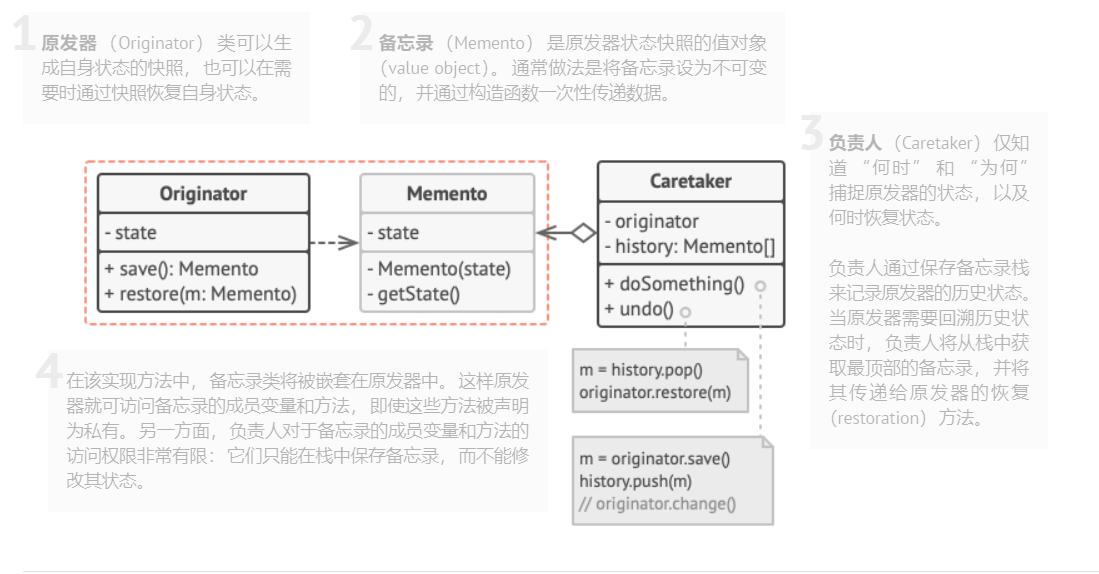 1
原发器 （Originator） 类可以生
成自身状态的快照，也可以在需
要时通过快照恢复自身状态。
2
备忘录 （Memento） 是原发器状态快照的值对象
（value object）。 通常做法是将备忘录设为不可变
的，并通过构造函数一次性传递数据。
3
负责人 （Caretaker） 仅知
道 “何时” 和 “为何”
捕捉原发器的状态，以及
何时恢复状态。
负责人通过保存备忘录栈
来记录原发器的历史状态。
当原发器需要回溯历史状
态时，负责人将从栈中获
取最顶部的备忘录，并将
其传递给原发器的恢复
（restoration）方法。
Originator
- state
+ save(): Memento
+ restore(m: Memento)
Memento
- state
- Memento(state)
- getState()
Caretaker
- originator
- history: Memento[]
+ doSomething()
+ undo()
m = history.pop()
originator.restore(m)
m = originator.save()
history.push(m)
// originator.change()
4
在该实现方法中，备忘录类将被嵌套在原发器中。这样原发
器就可访问备忘录的成员变量和方法，即使这些方法被声明
为私有。另一方面，负责人对于备忘录的成员变量和方法的
访问权限非常有限：它们只能在栈中保存备忘录，而不能修
改其状态。